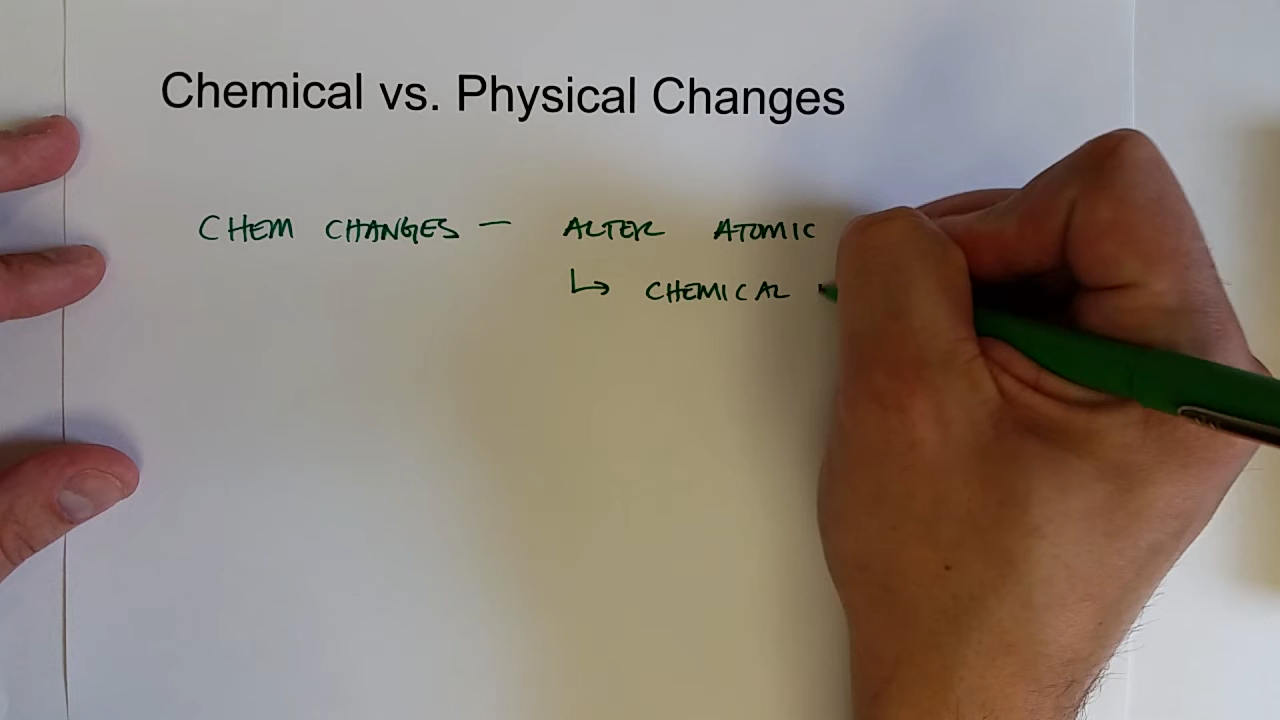 Chemical vs. Physical Changes
CHEM CHANGES — ALTER ATOMIC
↳ CHEMICAL